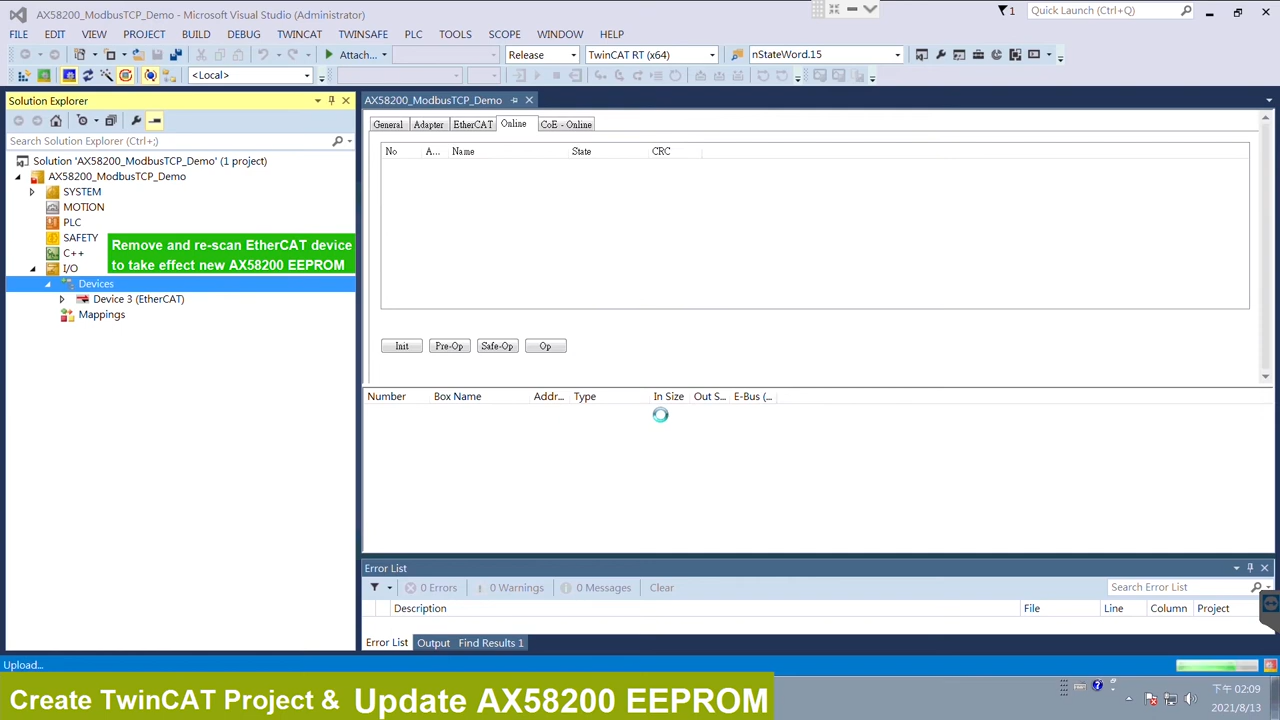 AX58200_ModbusTCP_Demo - Microsoft Visual Studio (Administrator)
1
Quick Launch (Ctrl+Q)
FILE EDIT VIEW PROJECT BUILD DEBUG TWINCAT TWINSAFE PLC TOOLS SCOPE WINDOW HELP
Attach... Release TwinCAT RT (x64) nStateWord.15
<Local>
Solution Explorer
Search Solution Explorer (Ctrl+;)
Solution 'AX58200_ModbusTCP_Demo' (1 project)
AX58200_ModbusTCP_Demo
SYSTEM
MOTION
PLC
SAFETY
C++
I/O
Devices
Device 3 (EtherCAT)
Mappings
Remove and re-scan EtherCAT device
to take effect new AX58200 EEPROM
AX58200_ModbusTCP_Demo
General Adapter EtherCAT Online CoE - Online
No A... Name State CRC
Init Pre-Op Safe-Op Op
Number Box Name Addr... Type In Size Out S... E-Bus (...
Error List
0 Errors 0 Warnings 0 Messages Clear Search Error List
Description File Line Column Project
Error List Output Find Results 1
Upload...
Create TwinCAT Project & Update AX58200 EEPROM
下午 02:09
2021/8/13